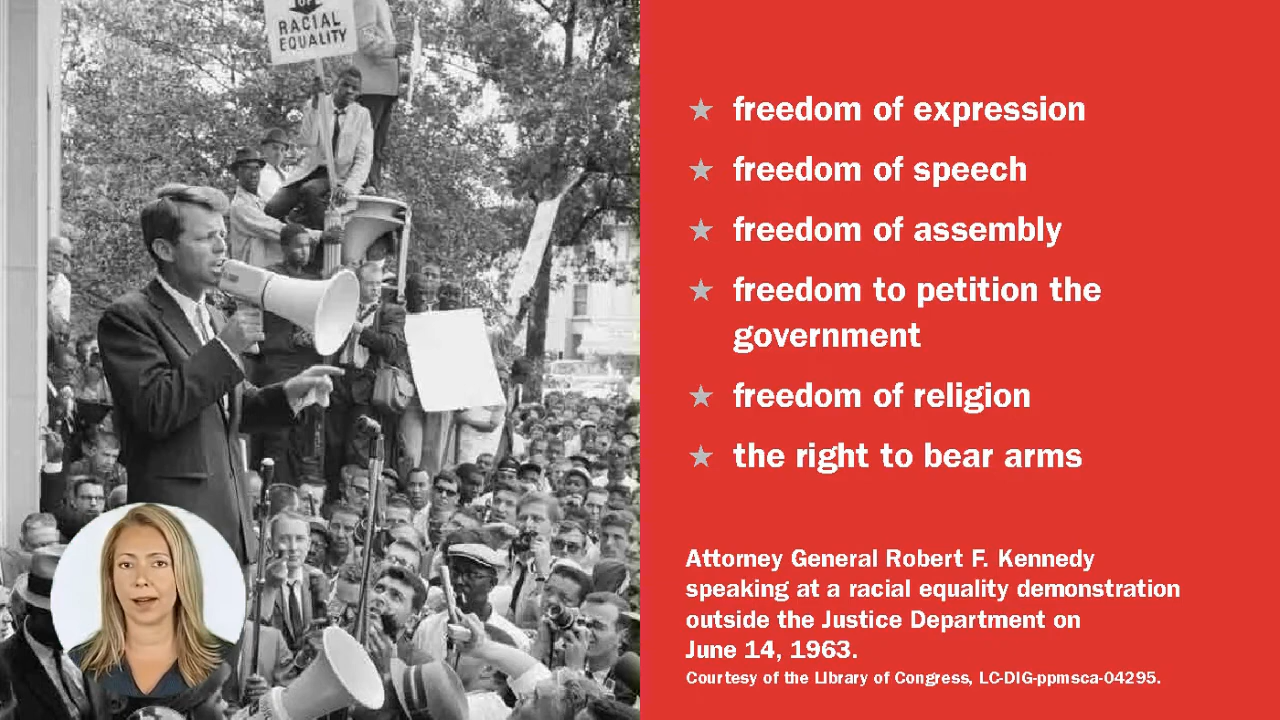 OF
RACIAL
EQUALITY
★ freedom of expression
★ freedom of speech
★ freedom of assembly
★ freedom to petition the
government
★ freedom of religion
★ the right to bear arms
Attorney General Robert F. Kennedy
speaking at a racial equality demonstration
outside the Justice Department on
June 14, 1963.
Courtesy of the Library of Congress, LC-DIG-ppmsca-04295.